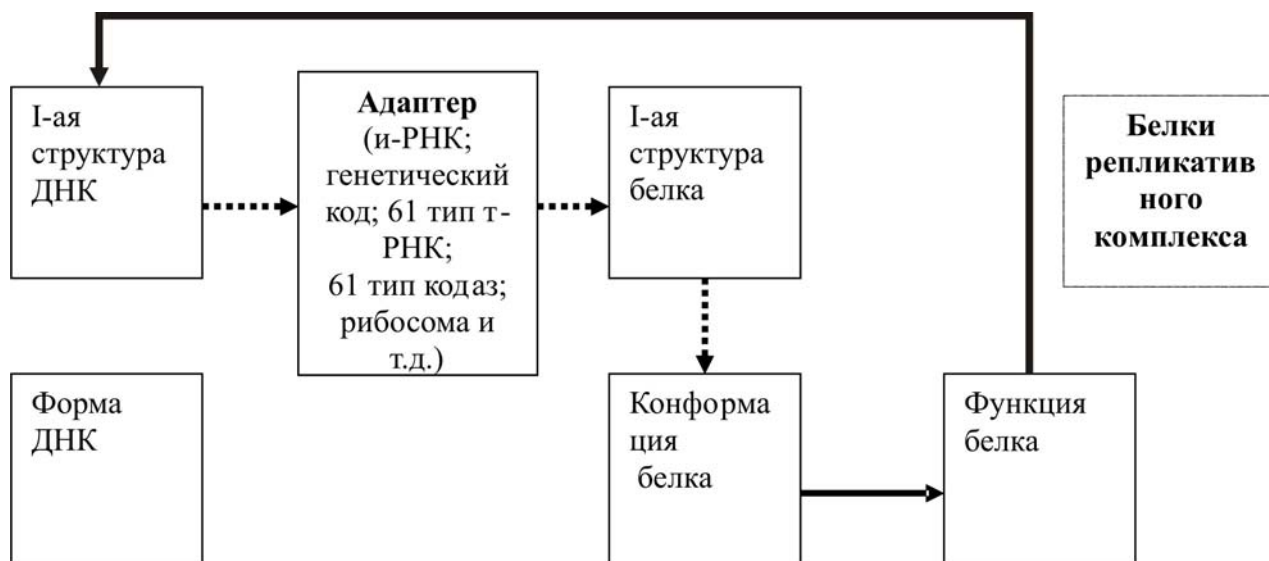 I-ая
структура
ДНК
Адаптер
(и-РНК;
генетический
код; 61 тип т-
РНК;
61 тип кодаз;
рибосома и
т.д.)
I-ая
структура
белка
Белки
репликатив
ного
комплекса
Форма
ДНК
Конформа
ция
белка
Функция
белка